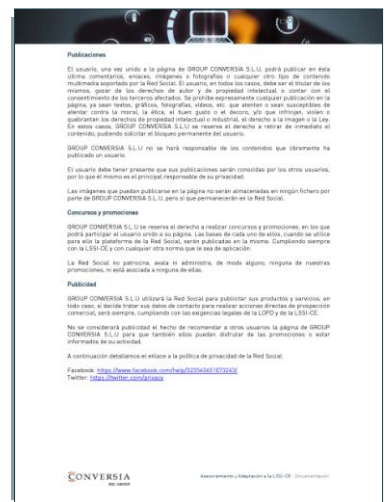 Publicaciones
El usuario, una vez unido a la página de GROUP CONVERSIA S.L.U, podrá publicar en ésta
última comentarios, enlaces, imágenes o fotografías o cualquier otro tipo de contenido
multimedia soportado por la Red Social. El usuario, en todos los casos, debe ser el titular de los
mismos, gozar de los derechos de autor y de propiedad intelectual o contar con el
consentimiento de los terceros afectados. Se prohíbe expresamente cualquier publicación en la
página, ya sean textos, gráficos, fotografías, vídeos, etc. que atenten o sean susceptibles de
atentar contra la moral, la ética, el buen gusto o el decoro, y/o que infrinjan, violen o
quebranten los derechos de propiedad intelectual o industrial, el derecho a la imagen o la Ley.
En estos casos, GROUP CONVERSIA S.L.U se reserva el derecho a retirar de inmediato el
contenido, pudiendo solicitar el bloqueo permanente del usuario.
GROUP CONVERSIA S.L.U no se hará responsable de los contenidos que libremente ha
publicado un usuario.
El usuario debe tener presente que sus publicaciones serán conocidas por los otros usuarios,
por lo que él mismo es el principal responsable de su privacidad.
Las imágenes que puedan publicarse en la página no serán almacenadas en ningún fichero por
parte de GROUP CONVERSIA S.L.U, pero sí que permanecerán en la Red Social.
Concursos y promociones
GROUP CONVERSIA S.L.U se reserva el derecho a realizar concursos y promociones, en los que
podrá participar el usuario unido a su página. Las bases de cada uno de ellos, cuando se utilice
para ello la plataforma de la Red Social, serán publicadas en la misma. Cumpliendo siempre
con la LSSI-CE y con cualquier otra norma que le sea de aplicación.
La Red Social no patrocina, avala ni administra, de modo alguno, ninguna de nuestras
promociones, ni está asociada a ninguna de ellas.
Publicidad
GROUP CONVERSIA S.L.U utilizará la Red Social para publicitar sus productos y servicios, en
todo caso, si decide tratar sus datos de contacto para realizar acciones directas de prospección
comercial, será siempre, cumpliendo con las exigencias legales de la LOPD y de la LSSI-CE.
No se considerará publicidad el hecho de recomendar a otros usuarios la página de GROUP
CONVERSIA S.L.U para que también ellos puedan disfrutar de las promociones o estar
informados de su actividad.
A continuación detallamos el enlace a la política de privacidad de la Red Social:
Facebook: https://www.facebook.com/help/323540651073243/
Twitter: https://twitter.com/privacy
CONVERSIA
Asesoramiento y Adaptación a la LSSI-CE - Documentación